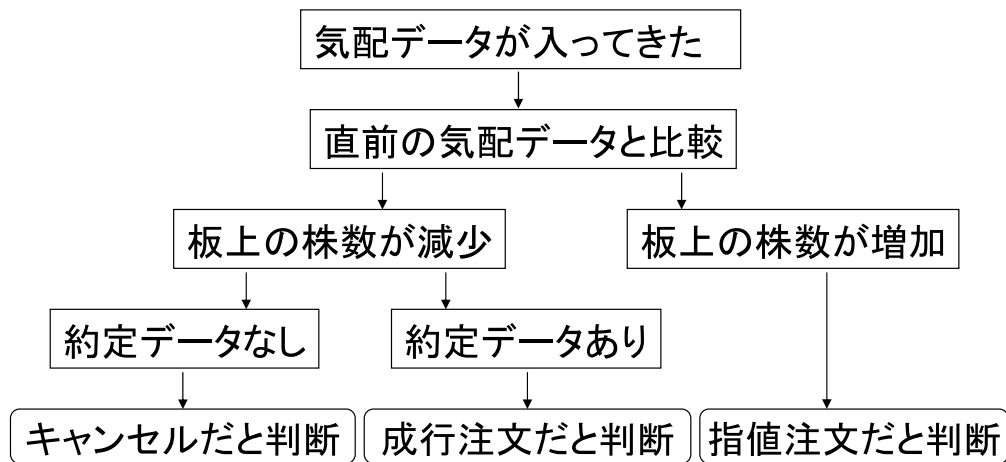 気配データが入ってきた
直前の気配データと比較
板上の株数が減少
板上の株数が増加
約定データなし
約定データあり
キャンセルだと判断
成行注文だと判断
指値注文だと判断